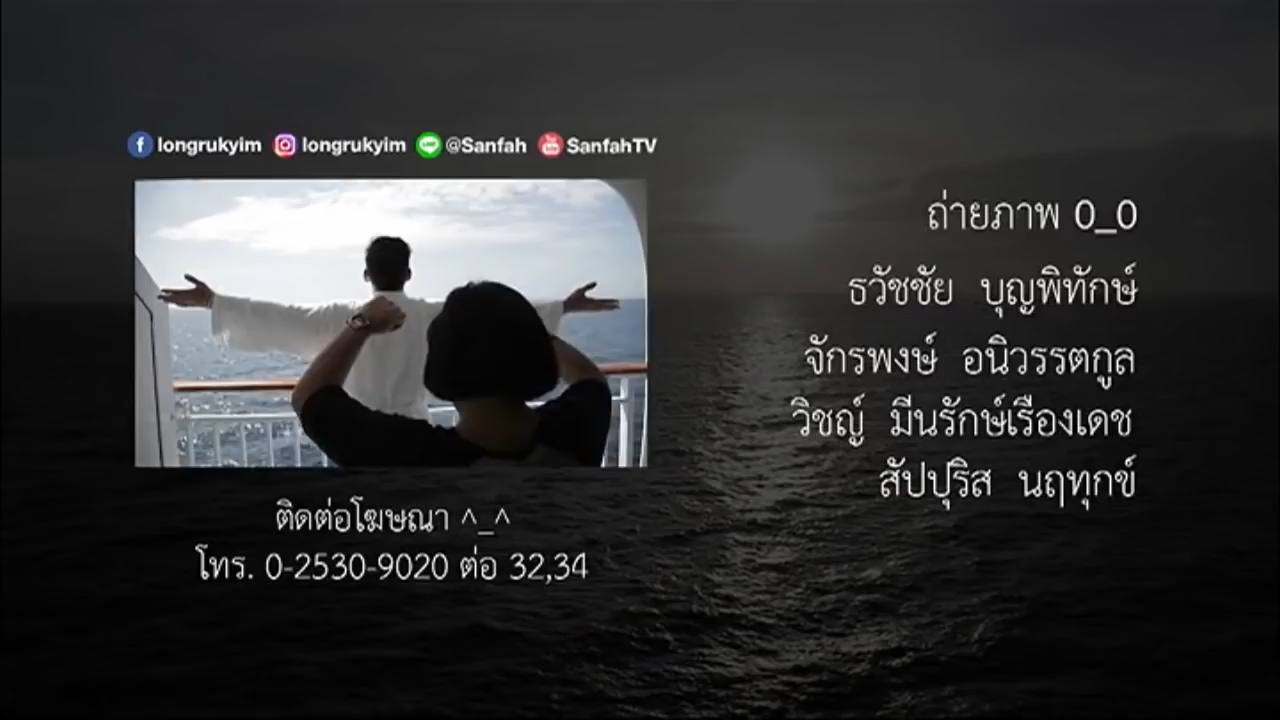 longrukyim longrukyim @Sanfah SanfahTV
ถ่ายภาพ O_O
ธวัชชัย บุญพิทักษ์
จักรพงษ์ อนิวรรตกูล
วิชญ์ มีนรักษ์เรืองเดช
สัปปุริส นฤทุกข์
ติดต่อโฆษณา ^_^
โทร. 0-2530-9020 ต่อ 32,34